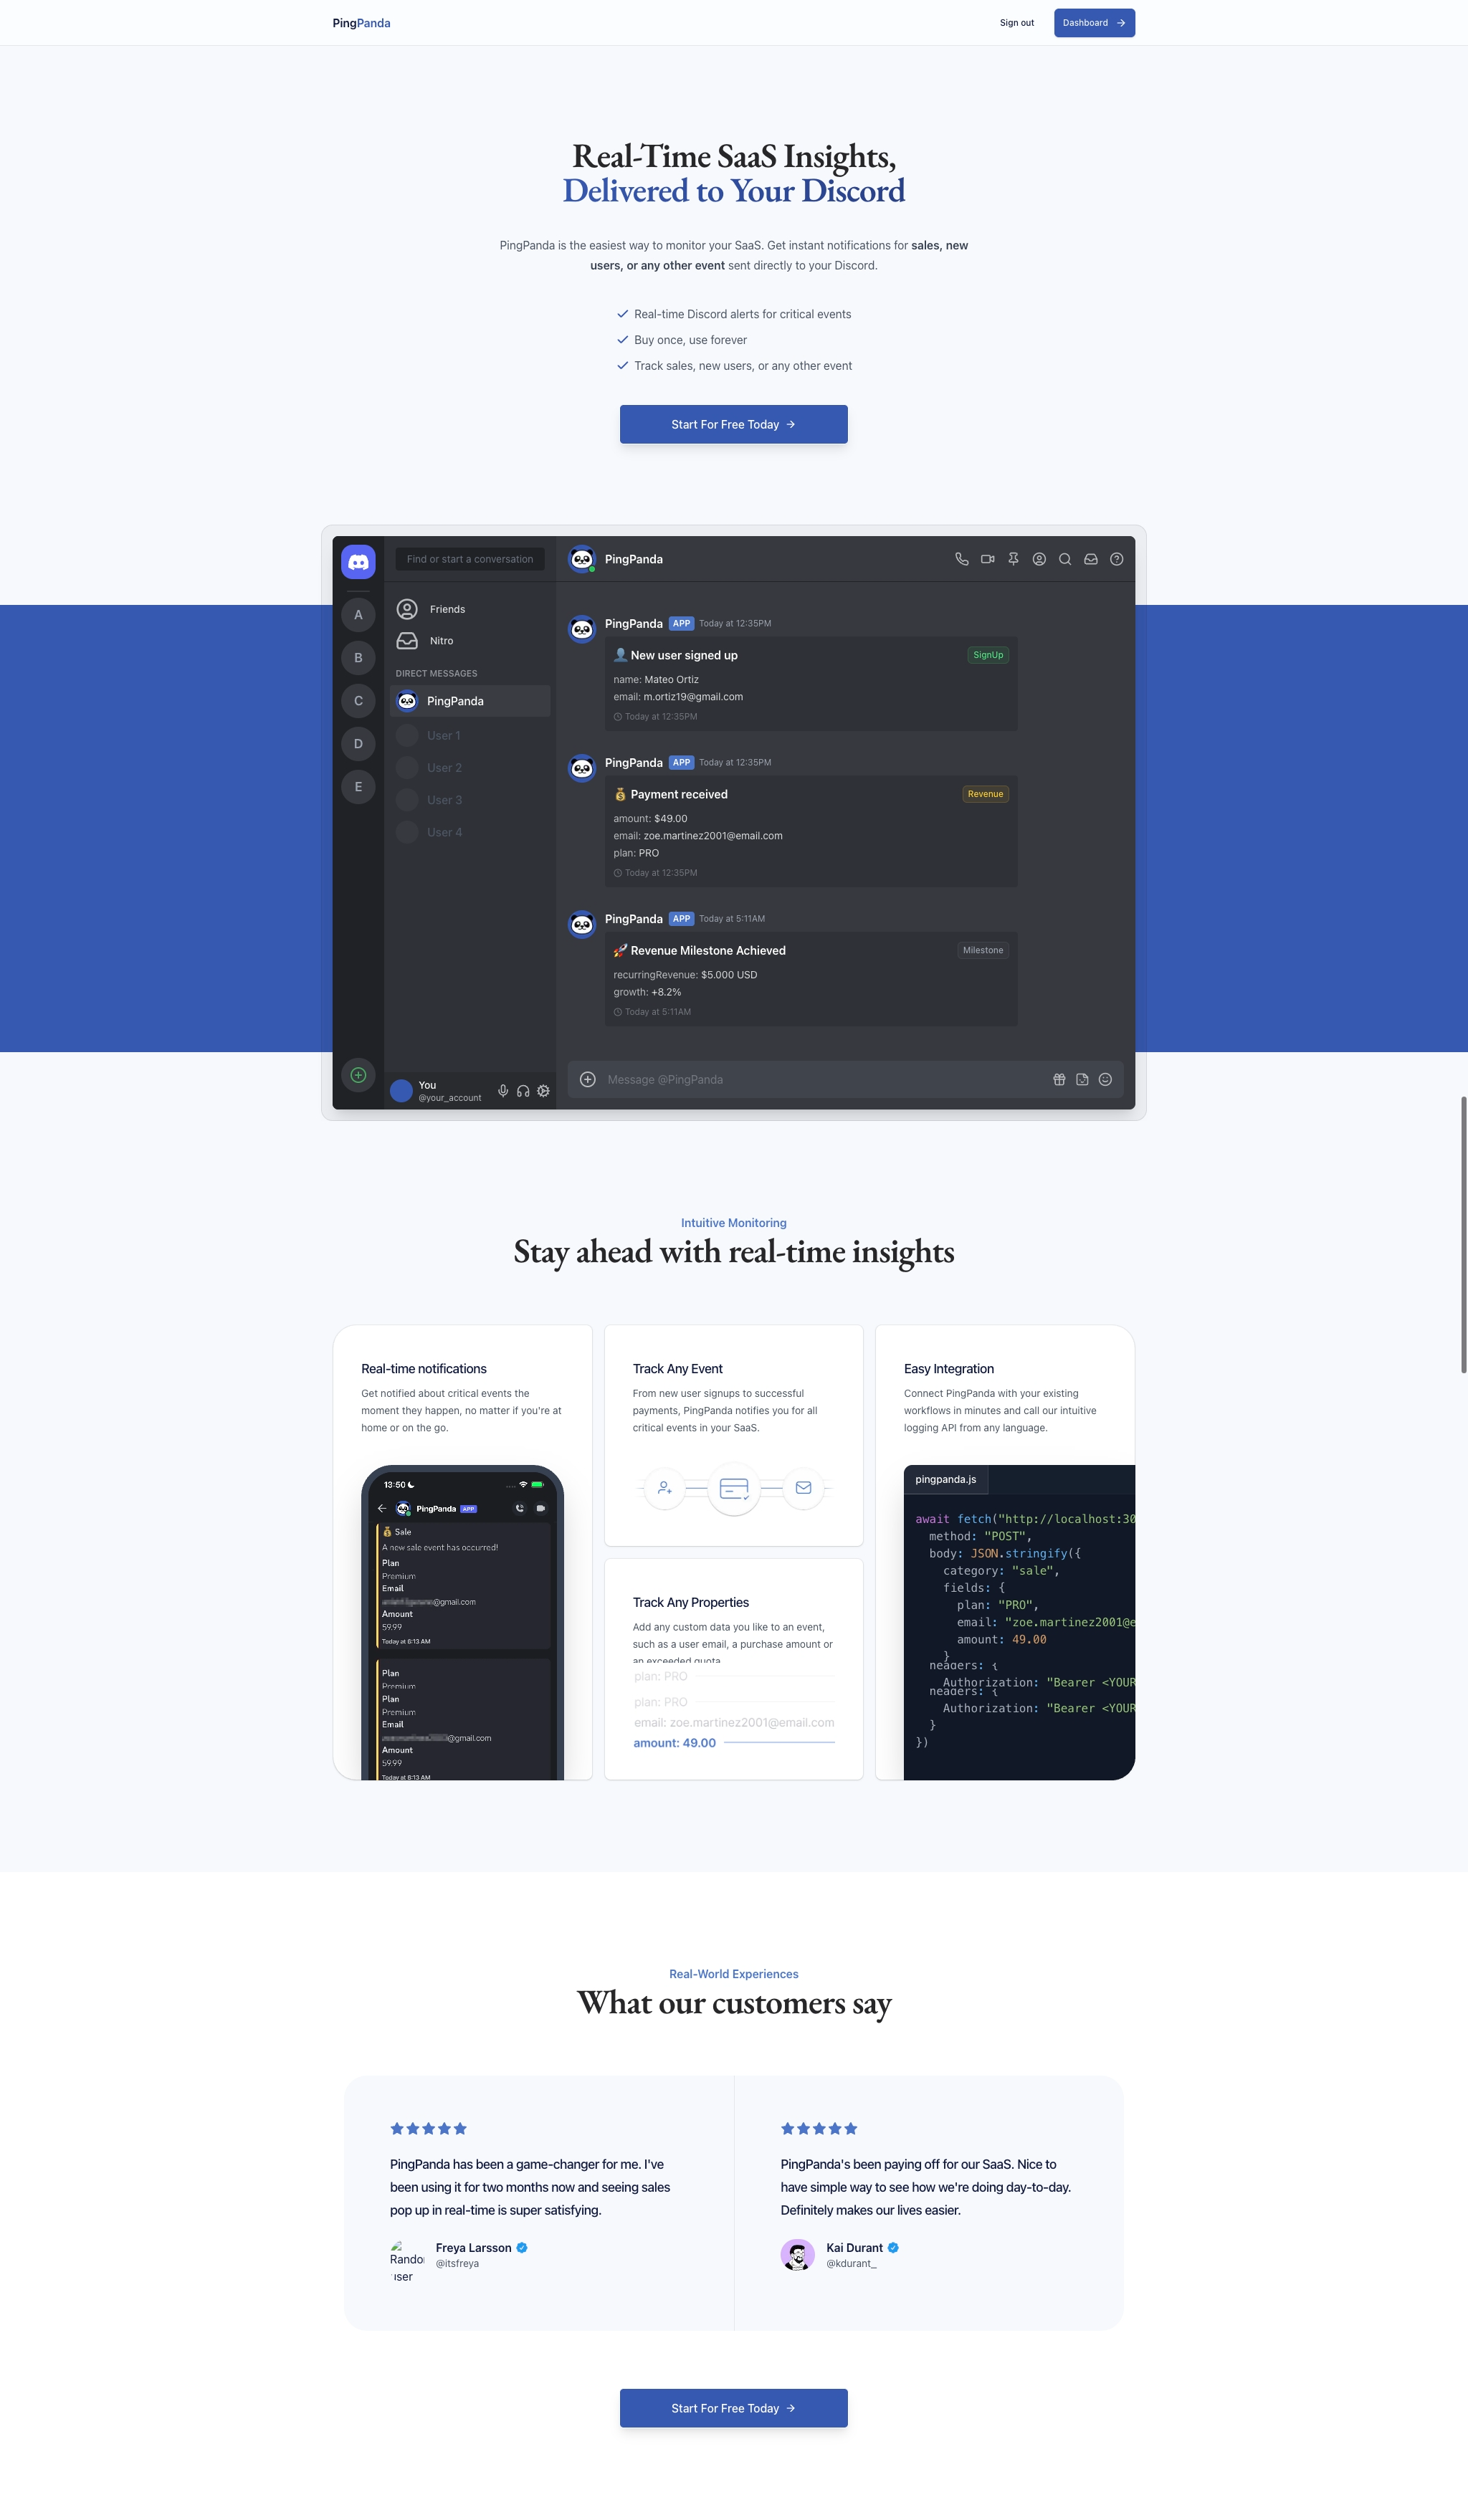 PingPanda
Sign out
Dashboard
Real-Time SaaS Insights,
Delivered to Your Discord
PingPanda is the easiest way to monitor your SaaS. Get instant notifications for sales, new
users, or any other event sent directly to your Discord.
Real-time Discord alerts for critical events
Buy once, use forever
Track sales, new users, or any other event
Start For Free Today
Find or start a conversation
A
B
C
D
E
Friends
Nitro
DIRECT MESSAGES
PingPanda
User 1
User 2
User 3
User 4
You
@your_account
PingPanda
PingPanda APP Today at 12:35PM
New user signed up SignUp
name: Mateo Ortiz
email: m.ortiz19@gmail.com
Today at 12:35PM
PingPanda APP Today at 12:35PM
Payment received Revenue
amount: $49.00
email: zoe.martinez2001@email.com
plan: PRO
Today at 12:35PM
PingPanda APP Today at 5:11AM
Revenue Milestone Achieved Milestone
recurringRevenue: $5.000 USD
growth: +8.2%
Today at 5:11AM
Message @PingPanda
Intuitive Monitoring
Stay ahead with real-time insights
Real-time notifications
Get notified about critical events the
moment they happen, no matter if you're at
home or on the go.
13:50
PingPanda APP
Sale
A new sale event has occurred!
Plan
Premium
Email
@gmail.com
Amount
59.99
Today at 6:13 AM
Plan
Premium
Plan
Premium
Email
@gmail.com
Amount
59.99
Today at 6:13 AM
Track Any Event
From new user signups to successful
payments, PingPanda notifies you for all
critical events in your SaaS.
Track Any Properties
Add any custom data you like to an event,
such as a user email, a purchase amount or
an exceeded quota.
plan: PRO
plan: PRO
email: zoe.martinez2001@email.com
amount: 49.00
Easy Integration
Connect PingPanda with your existing
workflows in minutes and call our intuitive
logging API from any language.
pingpanda.js
await fetch("http://localhost:30
method: "POST",
body: JSON.stringify({
category: "sale",
fields: {
plan: "PRO",
email: "zoe.martinez2001@e
amount: 49.00
}
headers: {
Authorization: "Bearer <YOUR
headers: {
Authorization: "Bearer <YOUR
}
})
Real-World Experiences
What our customers say
PingPanda has been a game-changer for me. I've
been using it for two months now and seeing sales
pop up in real-time is super satisfying.
Rando
user
Freya Larsson
@itsfreya
PingPanda's been paying off for our SaaS. Nice to
have simple way to see how we're doing day-to-day.
Definitely makes our lives easier.
Kai Durant
@kdurant_
Start For Free Today